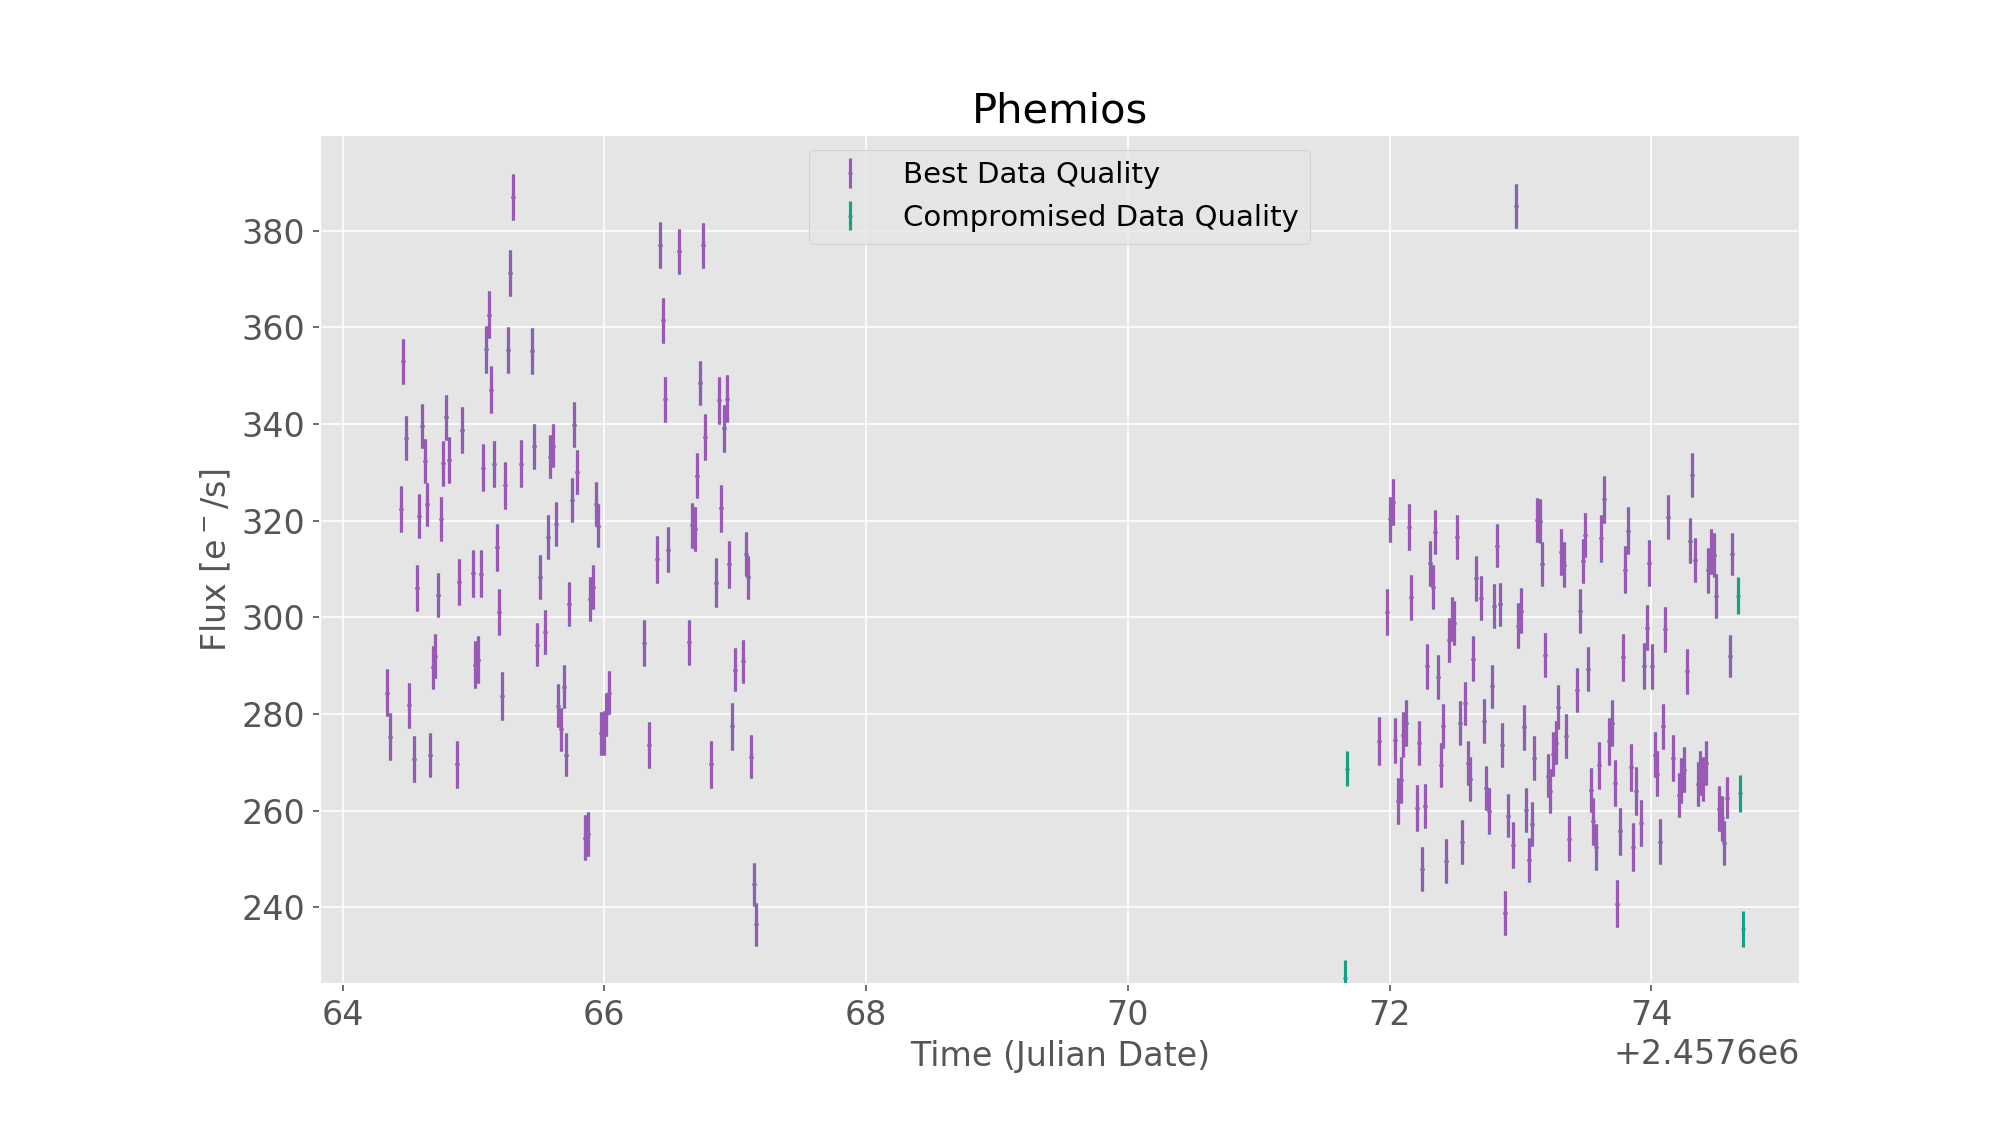 Phemios
Best Data Quality
Compromised Data Quality
Flux [e⁻/s]
380
360
340
320
300
280
260
240
64 66 68 70 72 74
Time (Julian Date)
+2.4576e6